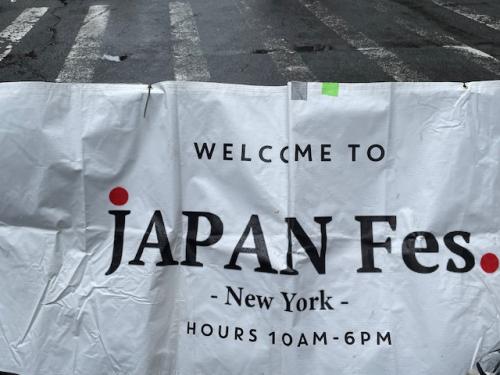 WELCOME TO
jAPAN Fes.
- New York -
HOURS 10AM-6PM